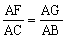 AF/AC = AG/AB